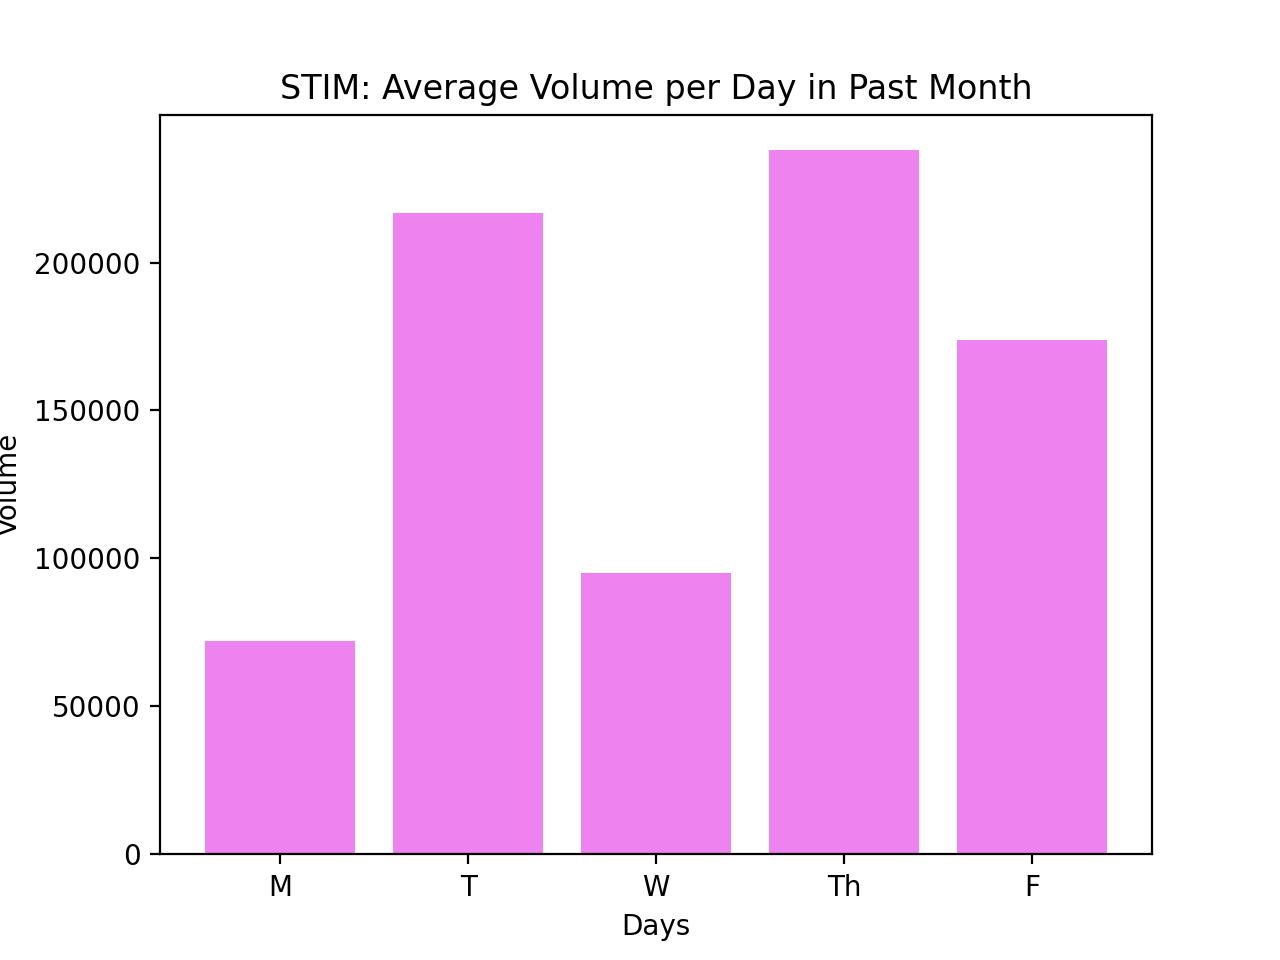 STIM: Average Volume per Day in Past Month
Volume
200000
150000
100000
50000
0
M T W Th F
Days